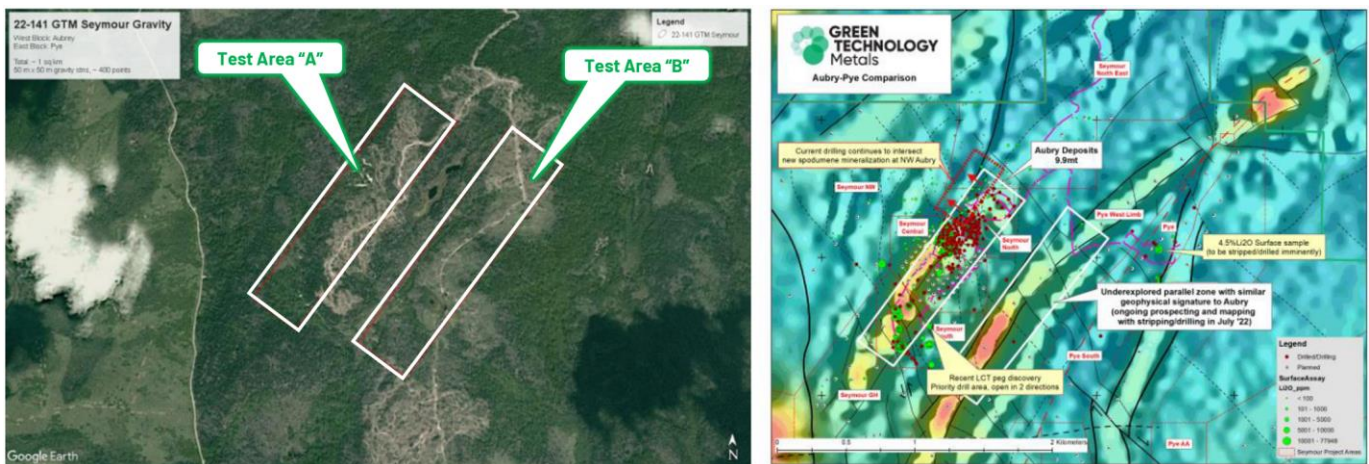 22-141 GTM Seymour Gravity
West Block: Aubrey
East Block: Pye
Total: ~ 1 sq km
50 m x 50 m gravity stns, ~ 400 points
Legend
22-141 GTM Seymour
Test Area “A”
Test Area “B”
Google Earth
N
GREEN
TECHNOLOGY
Metals
Aubry-Pye Comparison
Seymour
North East
Current drilling continues to intersect
new spodumene mineralization at NW Aubry
Aubry Deposits
9.9mt
Seymour NW
Seymour
Central
Seymour
North
Pye West Limb
Pye
4.5%Li2O Surface sample
(to be stripped/drilled imminently)
Underexplored parallel zone with similar
geophysical signature to Aubry
(ongoing prospecting and mapping
with stripping/drilling in July '22)
Seymour
Pye South
Recent LCT peg discovery
Priority drill area, open in 2 directions
Seymour GH
Pye AA
Legend
Drilled/Drilling
Planned
SurfaceAssay
Li2O_ppm
< 100
101 - 1000
1001 - 5000
5001 - 10000
10001 - 77948
Seymour Project Areas
0 0.5 1 2 Kilometers
N